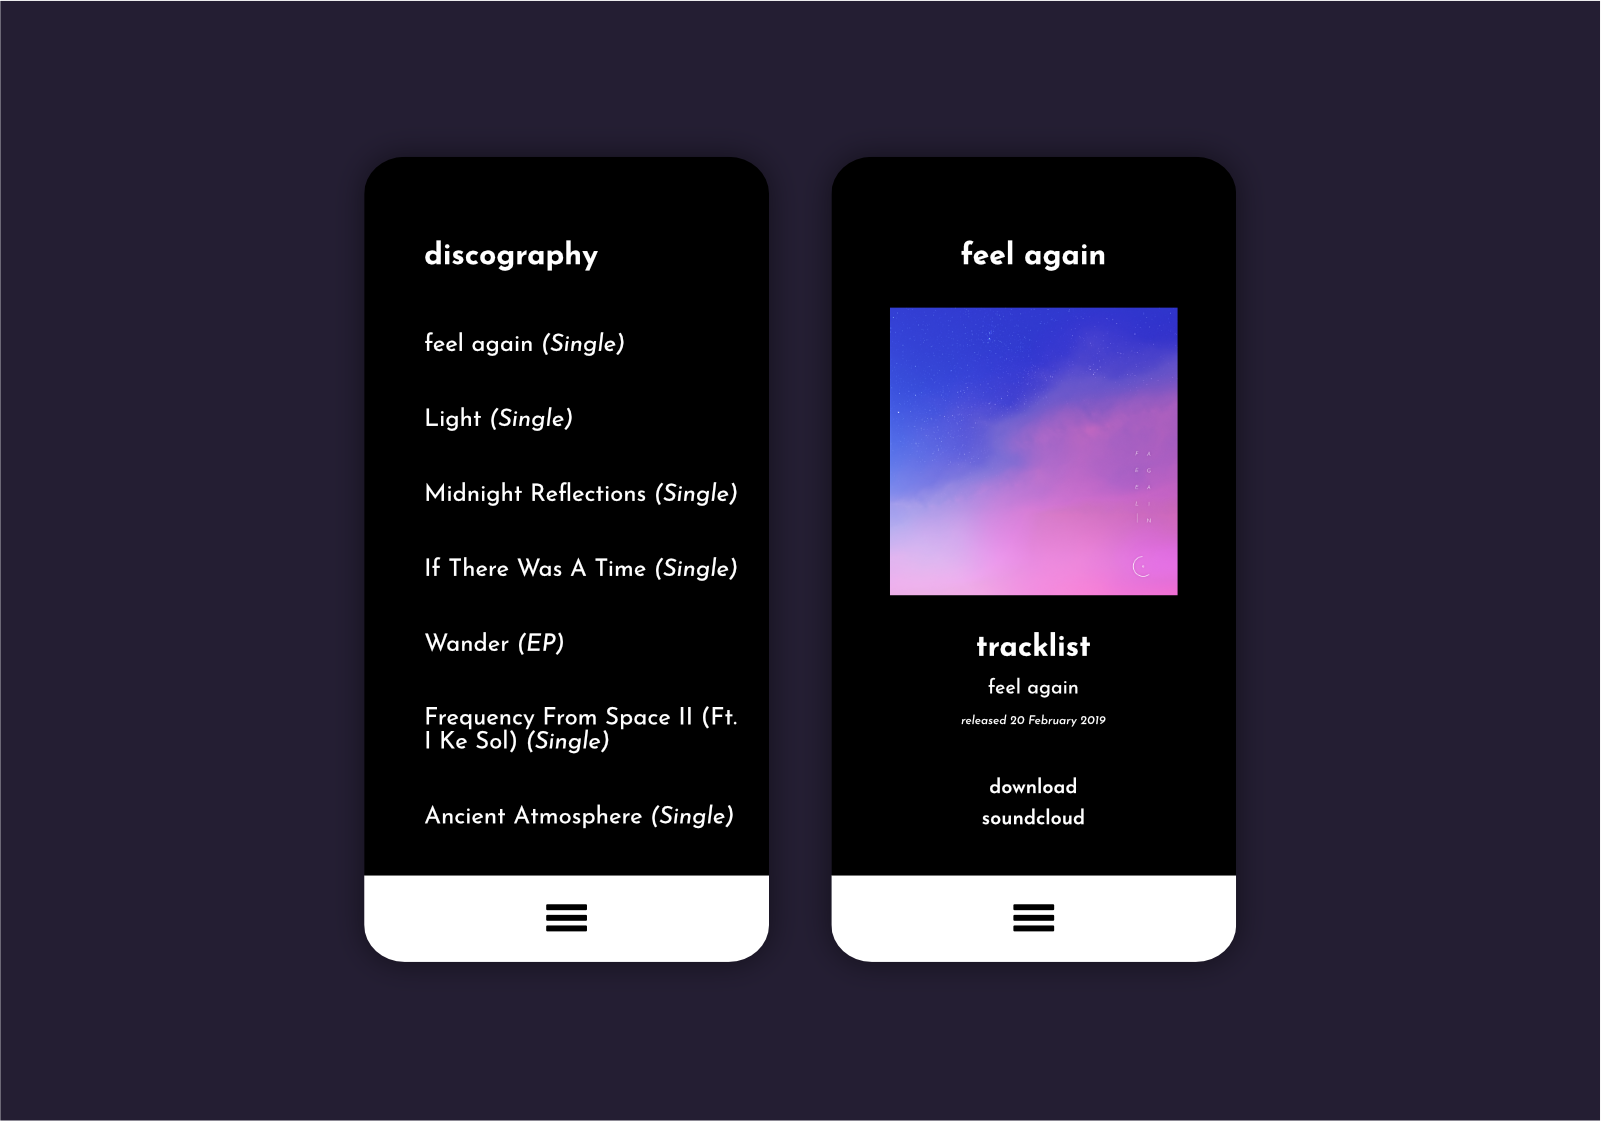 discography
feel again (Single)
Light (Single)
Midnight Reflections (Single)
If There Was A Time (Single)
Wander (EP)
Frequency From Space II (Ft.
I Ke Sol) (Single)
Ancient Atmosphere (Single)
feel again
FEEL
AGAIN
tracklist
feel again
released 20 February 2019
download
soundcloud